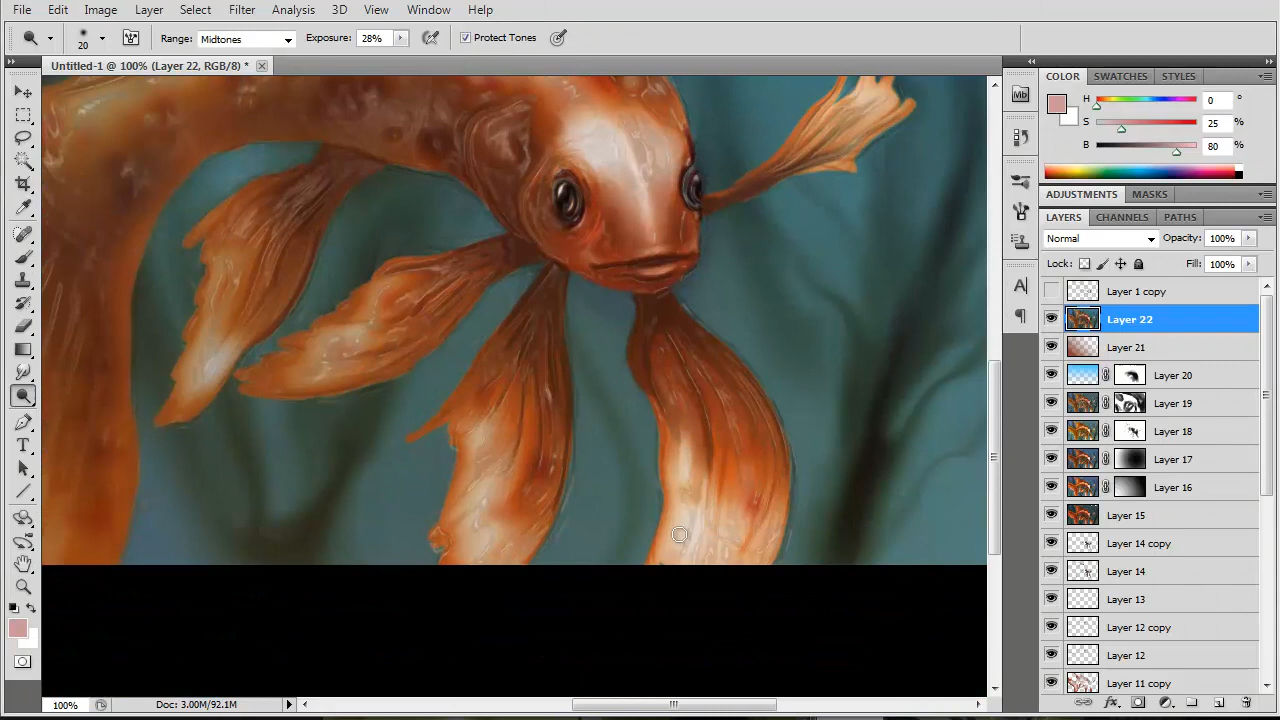 File Edit Image Layer Select Filter Analysis 3D View Window Help
20 Range: Midtones Exposure: 28% Protect Tones
Untitled-1 @ 100% (Layer 22, RGB/8) *
COLOR SWATCHES STYLES
H 0 °
S 25 %
B 80 %
Mb
ADJUSTMENTS MASKS
LAYERS CHANNELS PATHS
Normal Opacity: 100%
Lock: Fill: 100%
Layer 1 copy
Layer 22
Layer 21
Layer 20
Layer 19
Layer 18
Layer 17
Layer 16
Layer 15
Layer 14 copy
Layer 14
Layer 13
Layer 12 copy
Layer 12
Layer 11 copy
100% Doc: 3.00M/92.1M